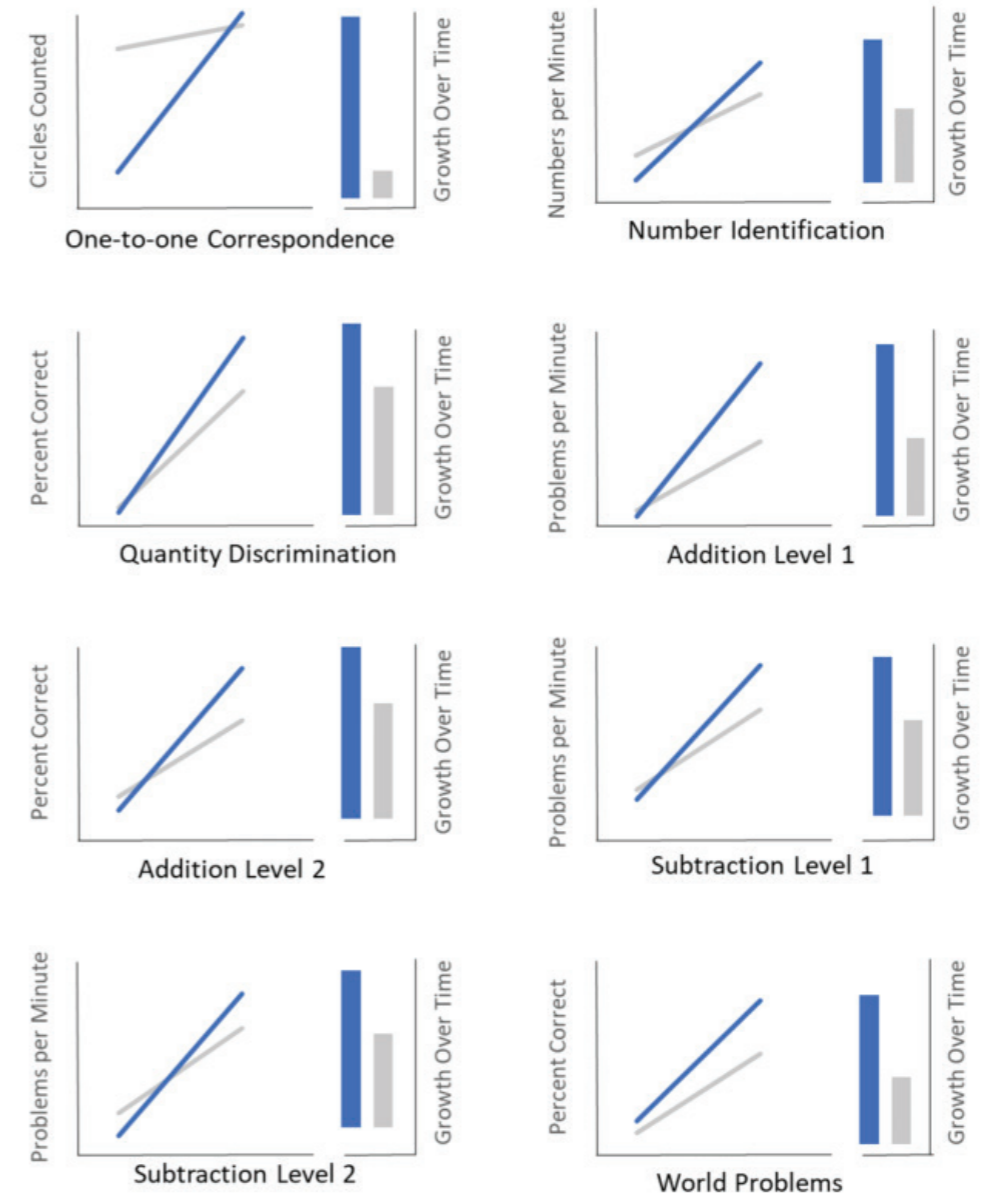 Circles Counted
Growth Over Time
One-to-one Correspondence
Numbers per Minute
Growth Over Time
Number Identification
Percent Correct
Growth Over Time
Quantity Discrimination
Problems per Minute
Growth Over Time
Addition Level 1
Percent Correct
Growth Over Time
Addition Level 2
Problems per Minute
Growth Over Time
Subtraction Level 1
Problems per Minute
Growth Over Time
Subtraction Level 2
Percent Correct
Growth Over Time
World Problems